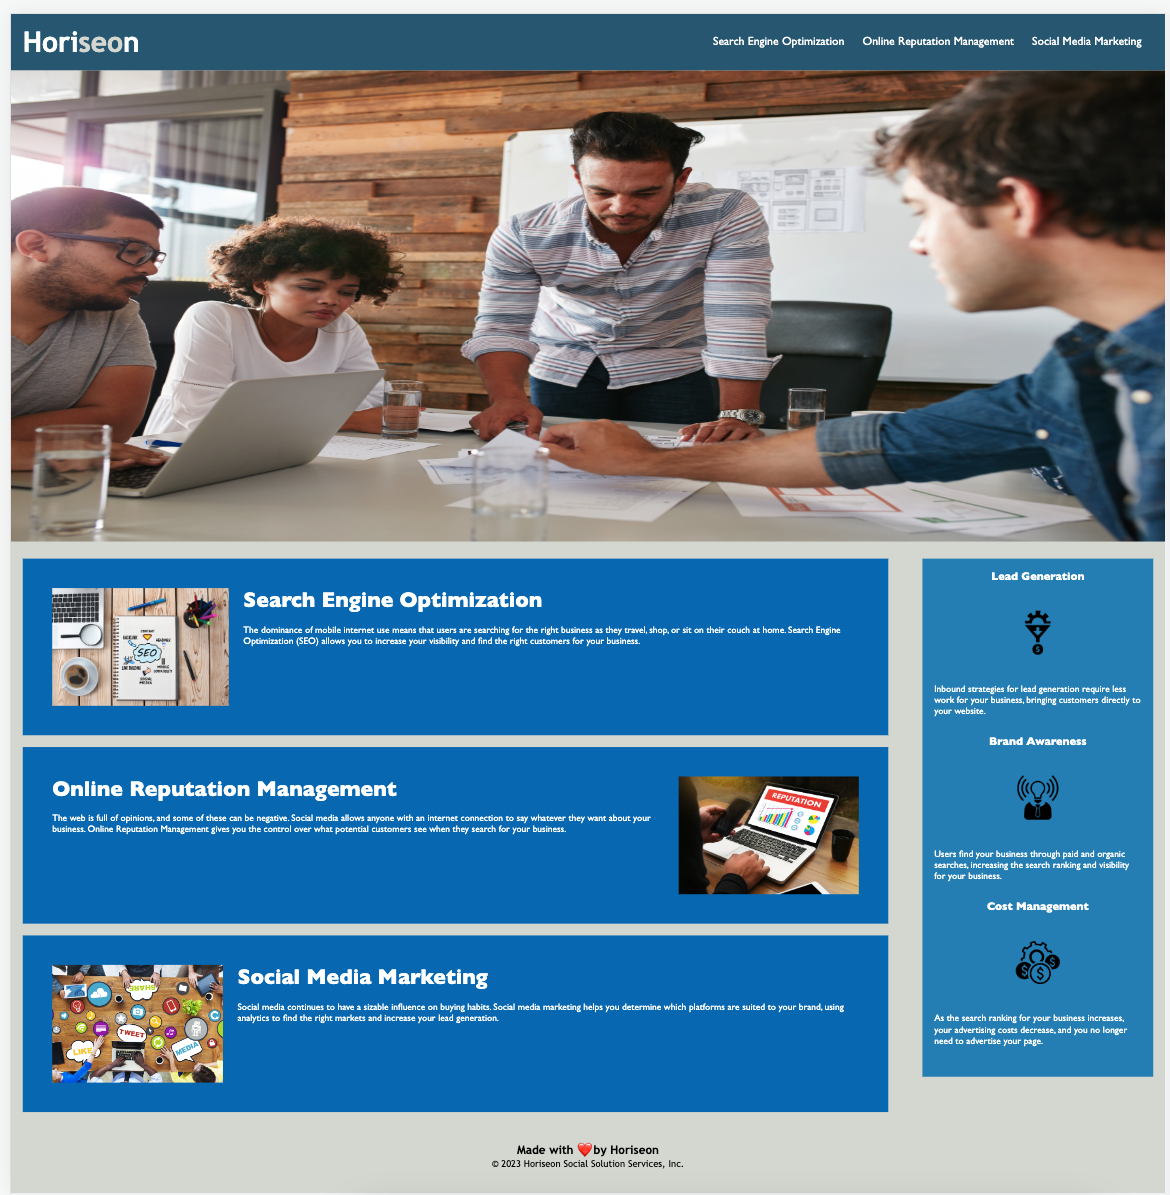 Horiseon
Search Engine Optimization
Online Reputation Management
Social Media Marketing
Search Engine Optimization
The dominance of mobile internet use means that users are searching for the right business as they travel, shop, or sit on their couch at home. Search Engine
Optimization (SEO) allows you to increase your visibility and find the right customers for your business.
SEO
Online Reputation Management
The web is full of opinions, and some of these can be negative. Social media allows anyone with an internet connection to say whatever they want about your
business. Online Reputation Management gives you the control over what potential customers see when they search for your business.
REPUTATION
Social Media Marketing
Social media continues to have a sizable influence on buying habits. Social media marketing helps you determine which platforms are suited to your brand, using
analytics to find the right markets and increase your lead generation.
SHARE
TWEET
LIKE
MEDIA
Lead Generation
Inbound strategies for lead generation require less
work for your business, bringing customers directly to
your website.
Brand Awareness
Users find your business through paid and organic
searches, increasing the search ranking and visibility
for your business.
Cost Management
As the search ranking for your business increases,
your advertising costs decrease, and you no longer
need to advertise your page.
Made with ❤️by Horiseon
© 2023 Horiseon Social Solution Services, Inc.